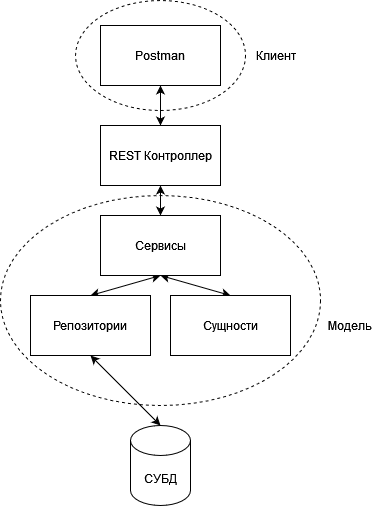 Postman
Клиент
REST Контроллер
Сервисы
Репозитории
Сущности
Модель
СУБД